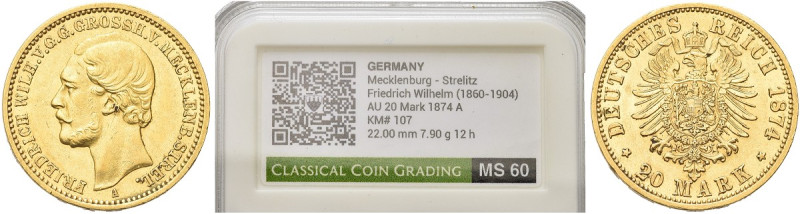 FRIEDRICH WILH.V.G.G.GROSSH.V.MECKLENB.STREL.
A
GERMANY
Mecklenburg - Strelitz
Friedrich Wilhelm (1860-1904)
AU 20 Mark 1874 A
KM# 107
22.00 mm 7.90 g 12 h
CLASSICAL COIN GRADING MS 60
DEUTSCHES REICH 1874
20 MARK